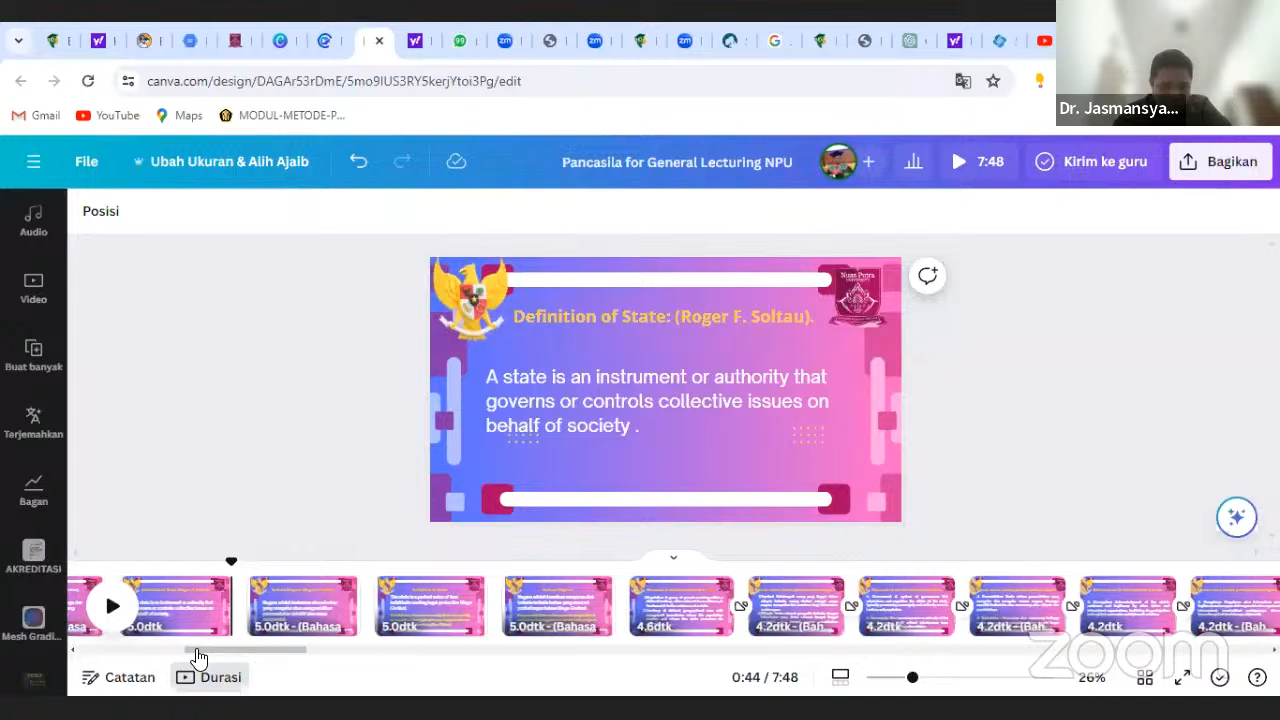 canva.com/design/DAGAr53rDmE/5mo9IUS3RY5kerjYtoi3Pg/edit
Dr. Jasmansya...
Gmail
YouTube
Maps
MODUL-METODE-P...
File
Ubah Ukuran & Alih Ajaib
Pancasila for General Lecturing NPU
7:48
Kirim ke guru
Bagikan
Posisi
Audio
Video
Buat banyak
Terjemahkan
Bagan
AKREDITASI
Mesh Gradi...
Definition of State: (Roger F. Soltau).
A state is an instrument or authority that
governs or controls collective issues on
behalf of society .
5.0dtk
5.0dtk - (Bahasa
5.0dtk
5.0dtk - (Bahasa
4.6dtk
4.2dtk - (Bah...
4.2dtk
4.2dtk - (Bah...
4.2dtk
4.2dtk - (Bah...
Catatan
Durasi
0:44 / 7:48
26%
zoom